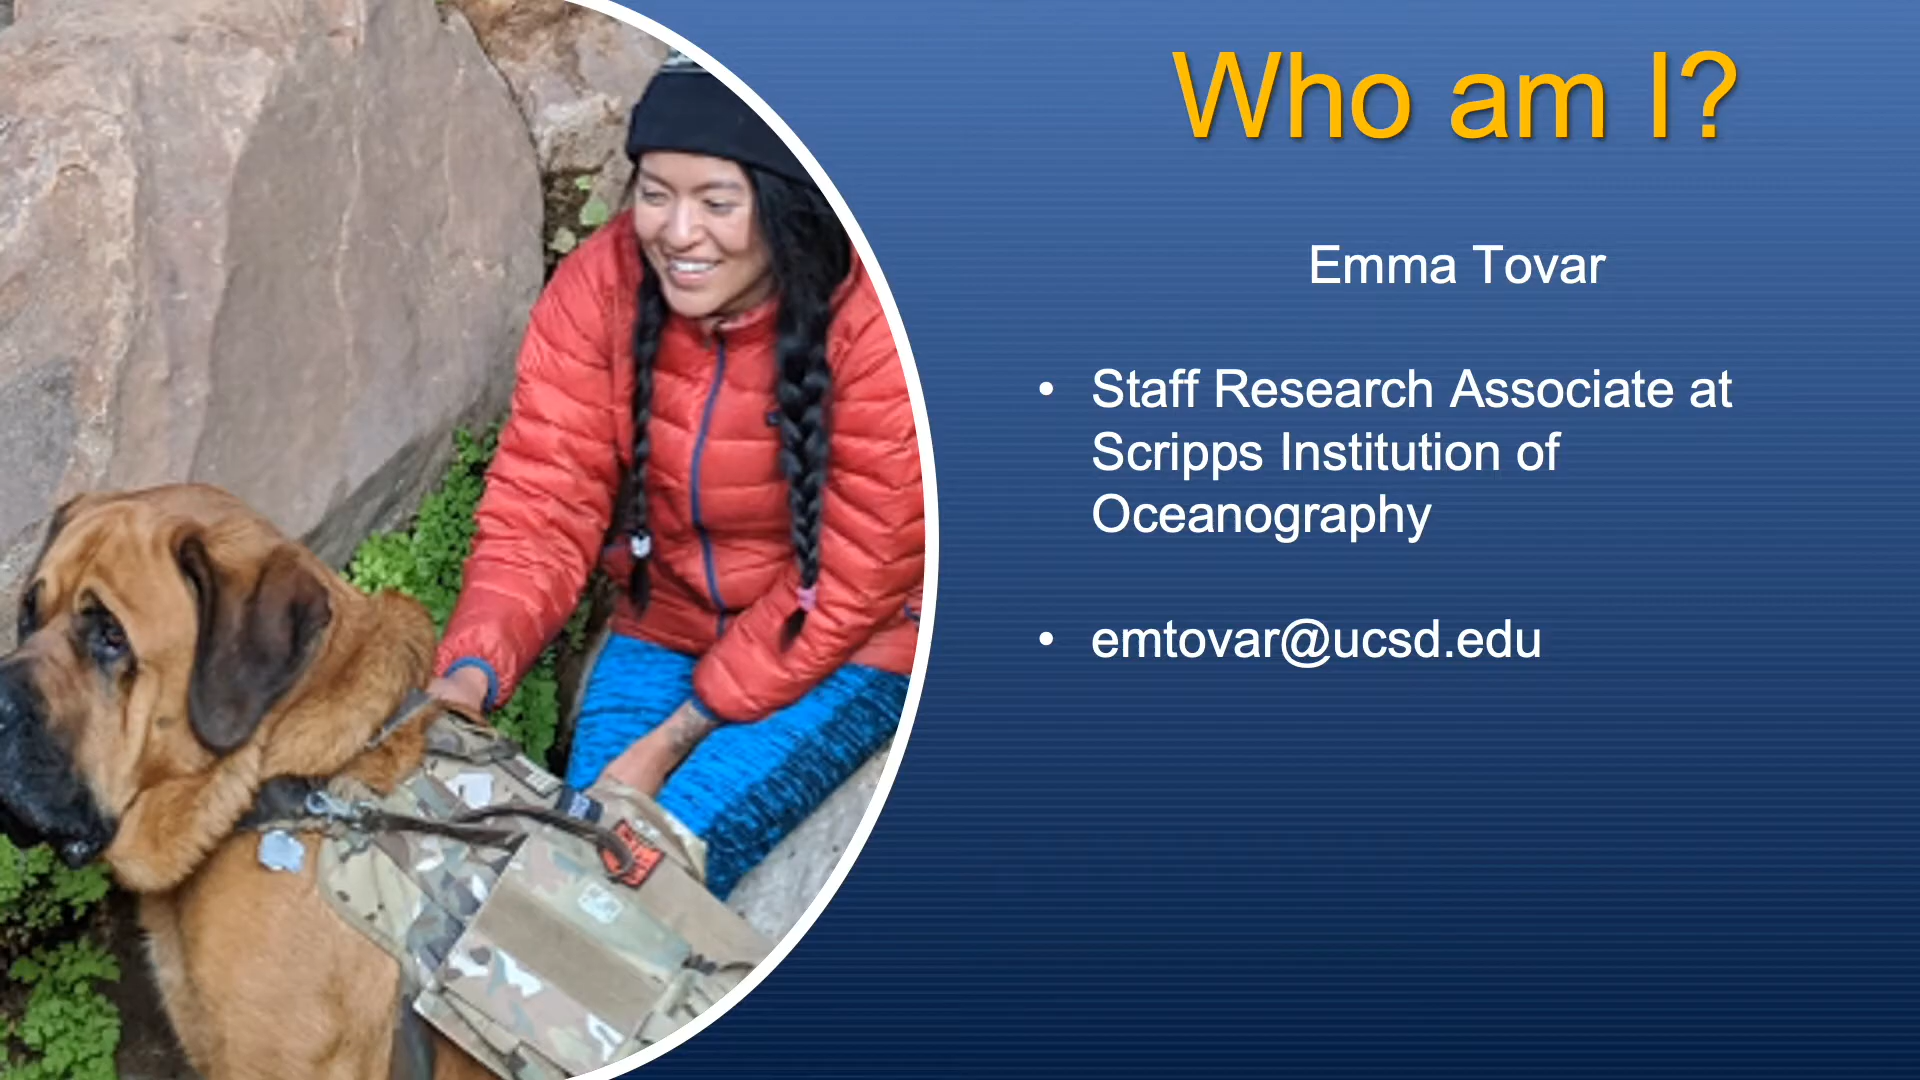 Who am I?
Emma Tovar
• Staff Research Associate at
Scripps Institution of
Oceanography
• emtovar@ucsd.edu